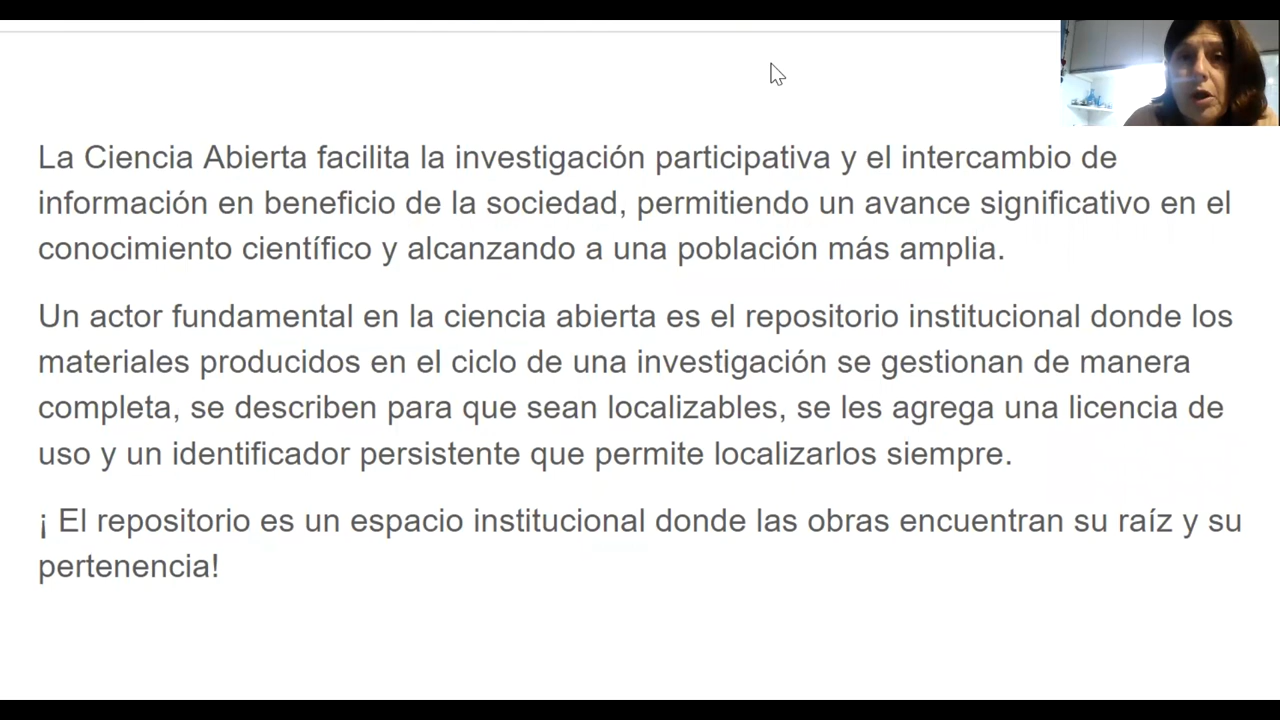 La Ciencia Abierta facilita la investigación participativa y el intercambio de
información en beneficio de la sociedad, permitiendo un avance significativo en el
conocimiento científico y alcanzando a una población más amplia.
Un actor fundamental en la ciencia abierta es el repositorio institucional donde los
materiales producidos en el ciclo de una investigación se gestionan de manera
completa, se describen para que sean localizables, se les agrega una licencia de
uso y un identificador persistente que permite localizarlos siempre.
¡ El repositorio es un espacio institucional donde las obras encuentran su raíz y su
pertenencia!